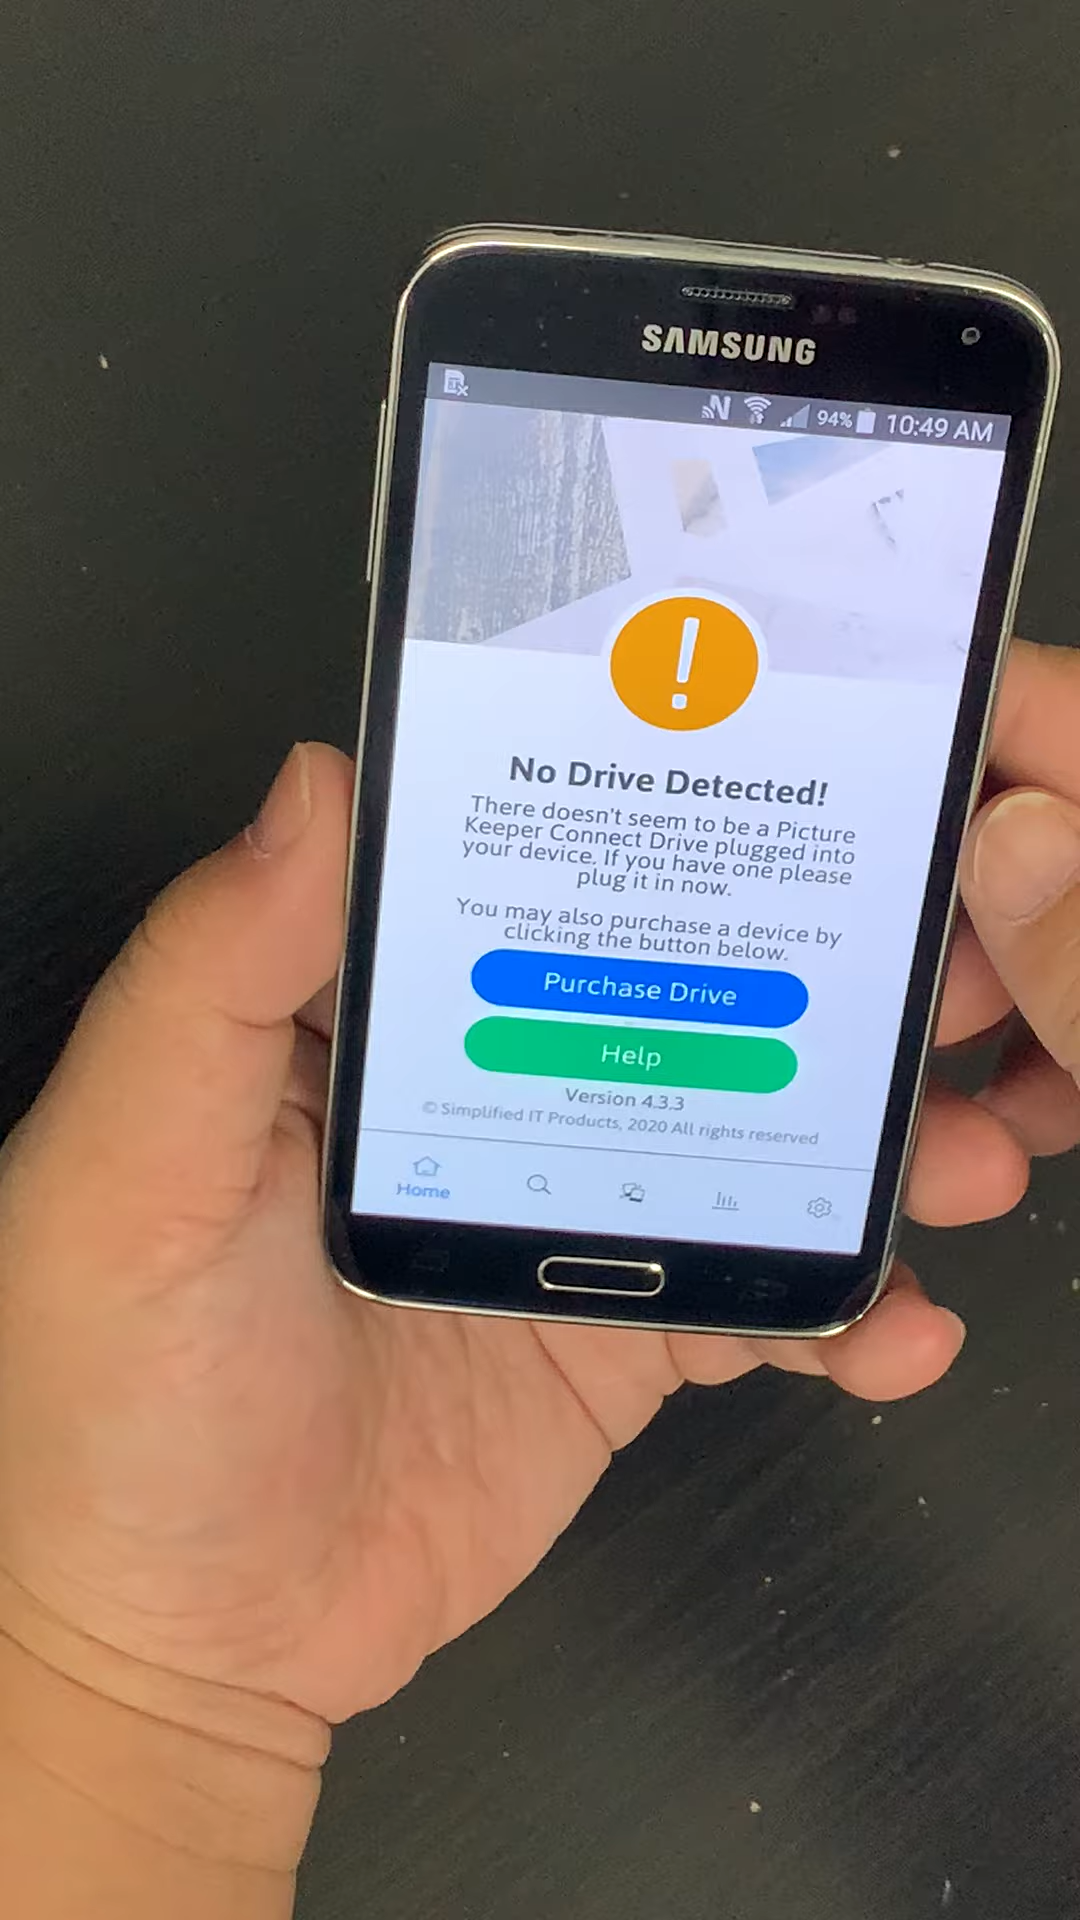 SAMSUNG
94% 10:49 AM
No Drive Detected!
There doesn't seem to be a Picture
Keeper Connect Drive plugged into
your device. If you have one please
plug it in now.
You may also purchase a device by
clicking the button below.
Purchase Drive
Help
Version 4.3.3
© Simplified IT Products, 2020 All rights reserved
Home